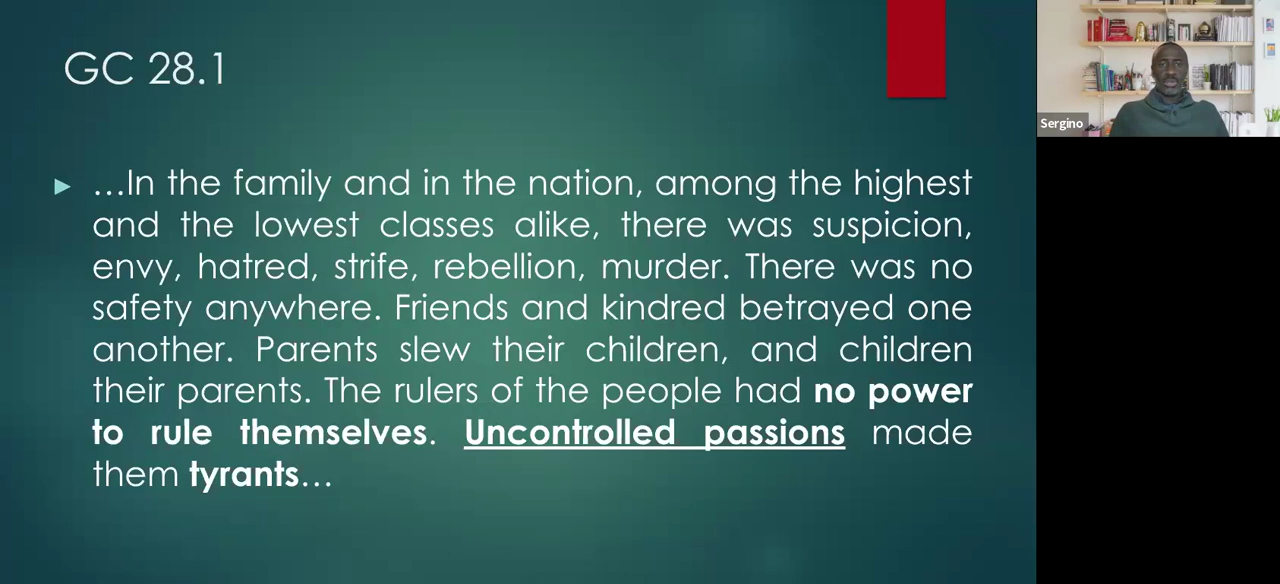 GC 28.1
…In the family and in the nation, among the highest
and the lowest classes alike, there was suspicion,
envy, hatred, strife, rebellion, murder. There was no
safety anywhere. Friends and kindred betrayed one
another. Parents slew their children, and children
their parents. The rulers of the people had no power
to rule themselves. Uncontrolled passions made
them tyrants…
Sergino